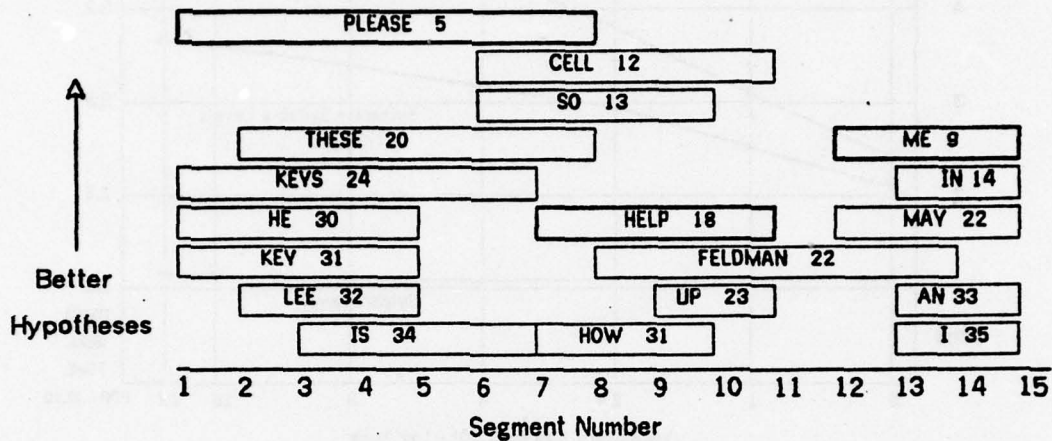 PLEASE 5
CELL 12
SO 13
THESE 20 ME 9
KEYS 24 IN 14
HE 30 HELP 18 MAY 22
KEY 31 FELDMAN 22
Better
LEE 32 UP 23 AN 33
Hypotheses
IS 34 HOW 31 I 35
1 2 3 4 5 6 7 8 9 10 11 12 13 14 15
Segment Number